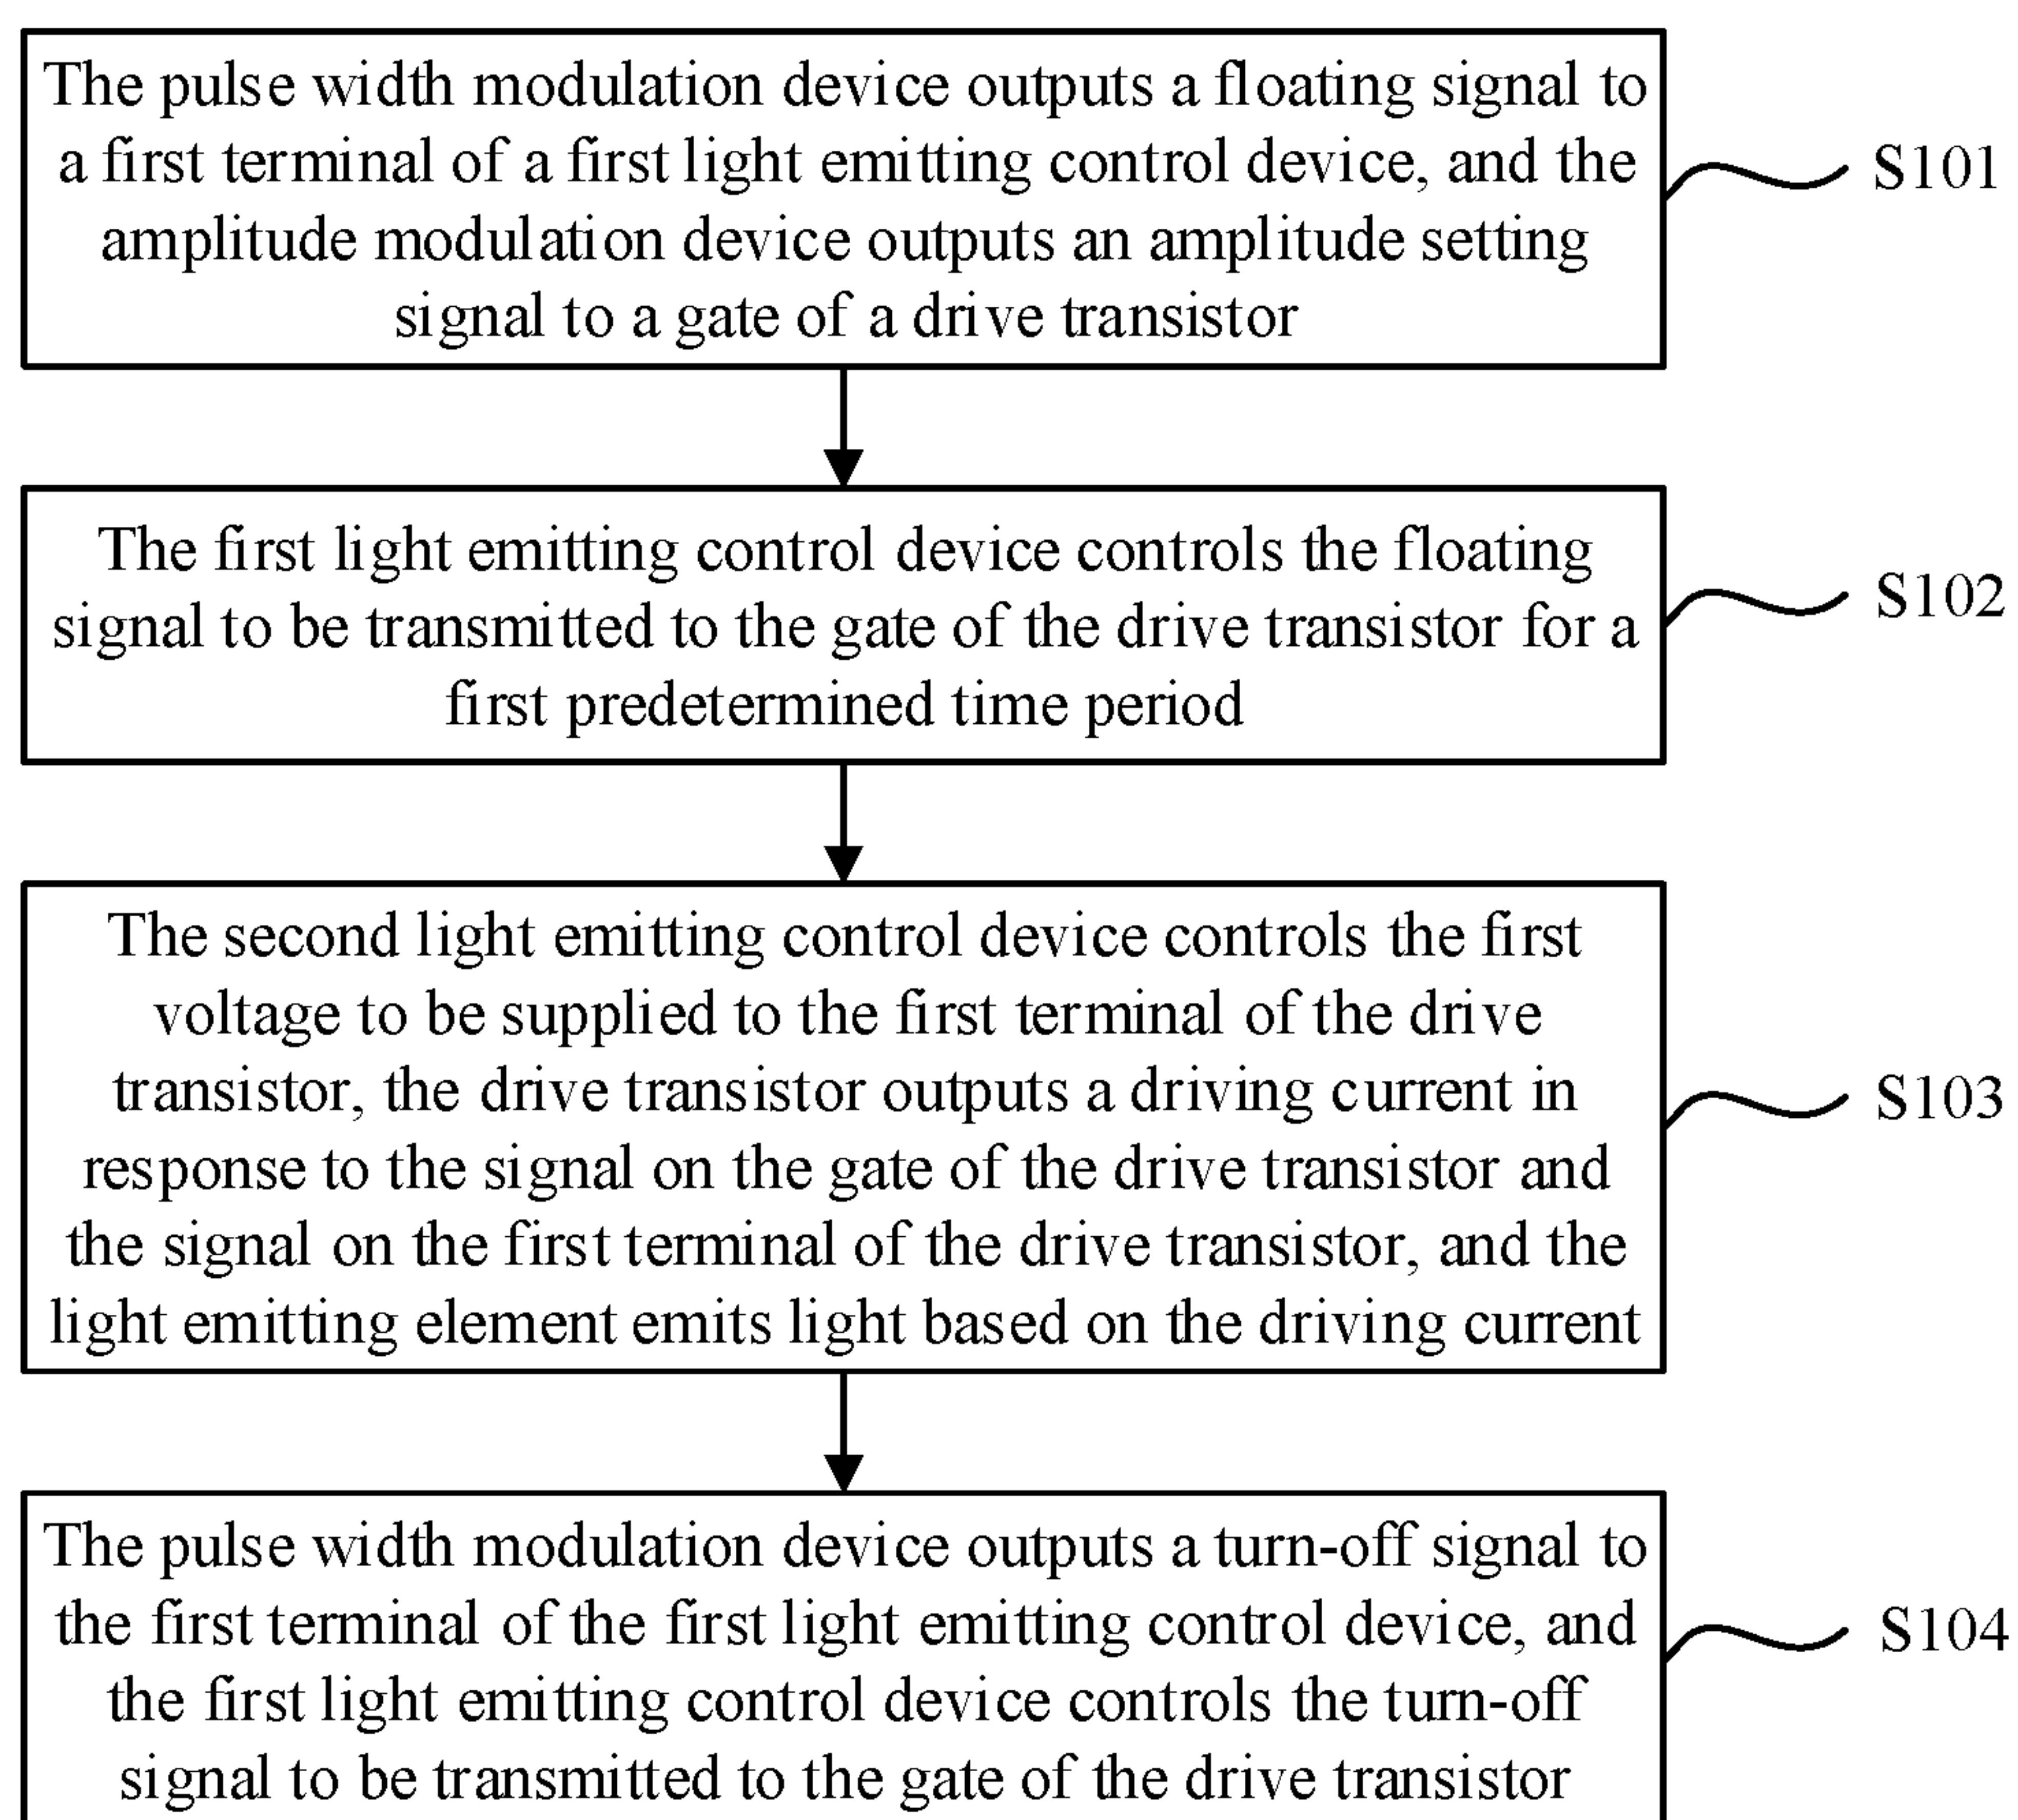 The pulse width modulation device outputs a floating signal to
a first terminal of a first light emitting control device, and the
amplitude modulation device outputs an amplitude setting
signal to a gate of a drive transistor
S101
The first light emitting control device controls the floating
signal to be transmitted to the gate of the drive transistor for a
first predetermined time period
S102
The second light emitting control device controls the first
voltage to be supplied to the first terminal of the drive
transistor, the drive transistor outputs a driving current in
response to the signal on the gate of the drive transistor and
the signal on the first terminal of the drive transistor, and the
light emitting element emits light based on the driving current
S103
The pulse width modulation device outputs a turn-off signal to
the first terminal of the first light emitting control device, and
the first light emitting control device controls the turn-off
signal to be transmitted to the gate of the drive transistor
S104